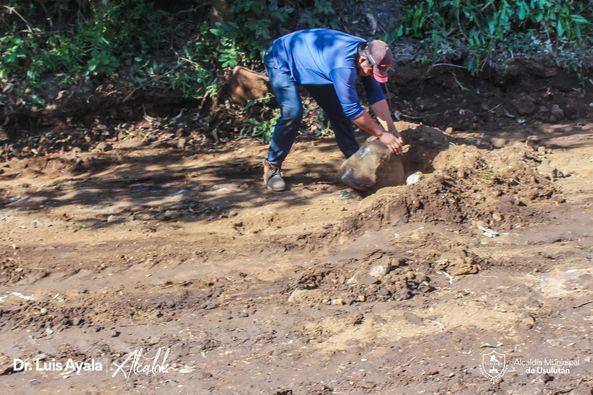 Dr. Luis Ayala
Alcalde
Alcaldía Municipal
de Usulután